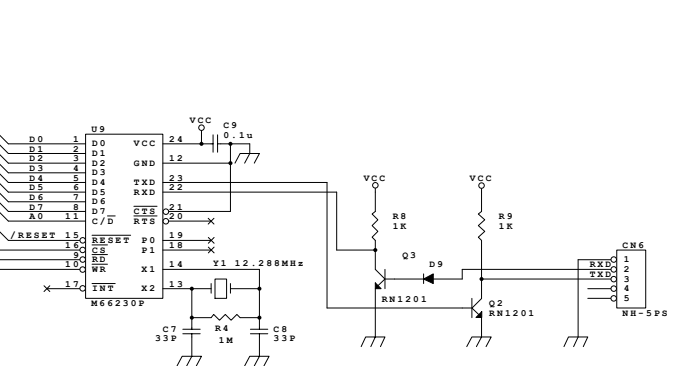 U9
VCC
C9
0.1u
D0 1 D0 VCC 24
D1 2 D1
D2 3 D2 GND 12
D3 4 D3
D4 5 D4 TXD 23
D5 6 D5 RXD 22
D6 7 D6
D7 8 D7 CTS 21
A0 11 C/D RTS 20
/RESET 15 RESET P0 19
16 CS P1 18
9 RD
10 WR X1 14
17 INT X2 13
M66230P
Y1 12.288MHz
C7
33P
R4
1M
C8
33P
VCC
R8
1K
Q3
RN1201
D9
VCC
R9
1K
Q2
RN1201
CN6
1
RXD 2
TXD 3
4
5
NH-5PS